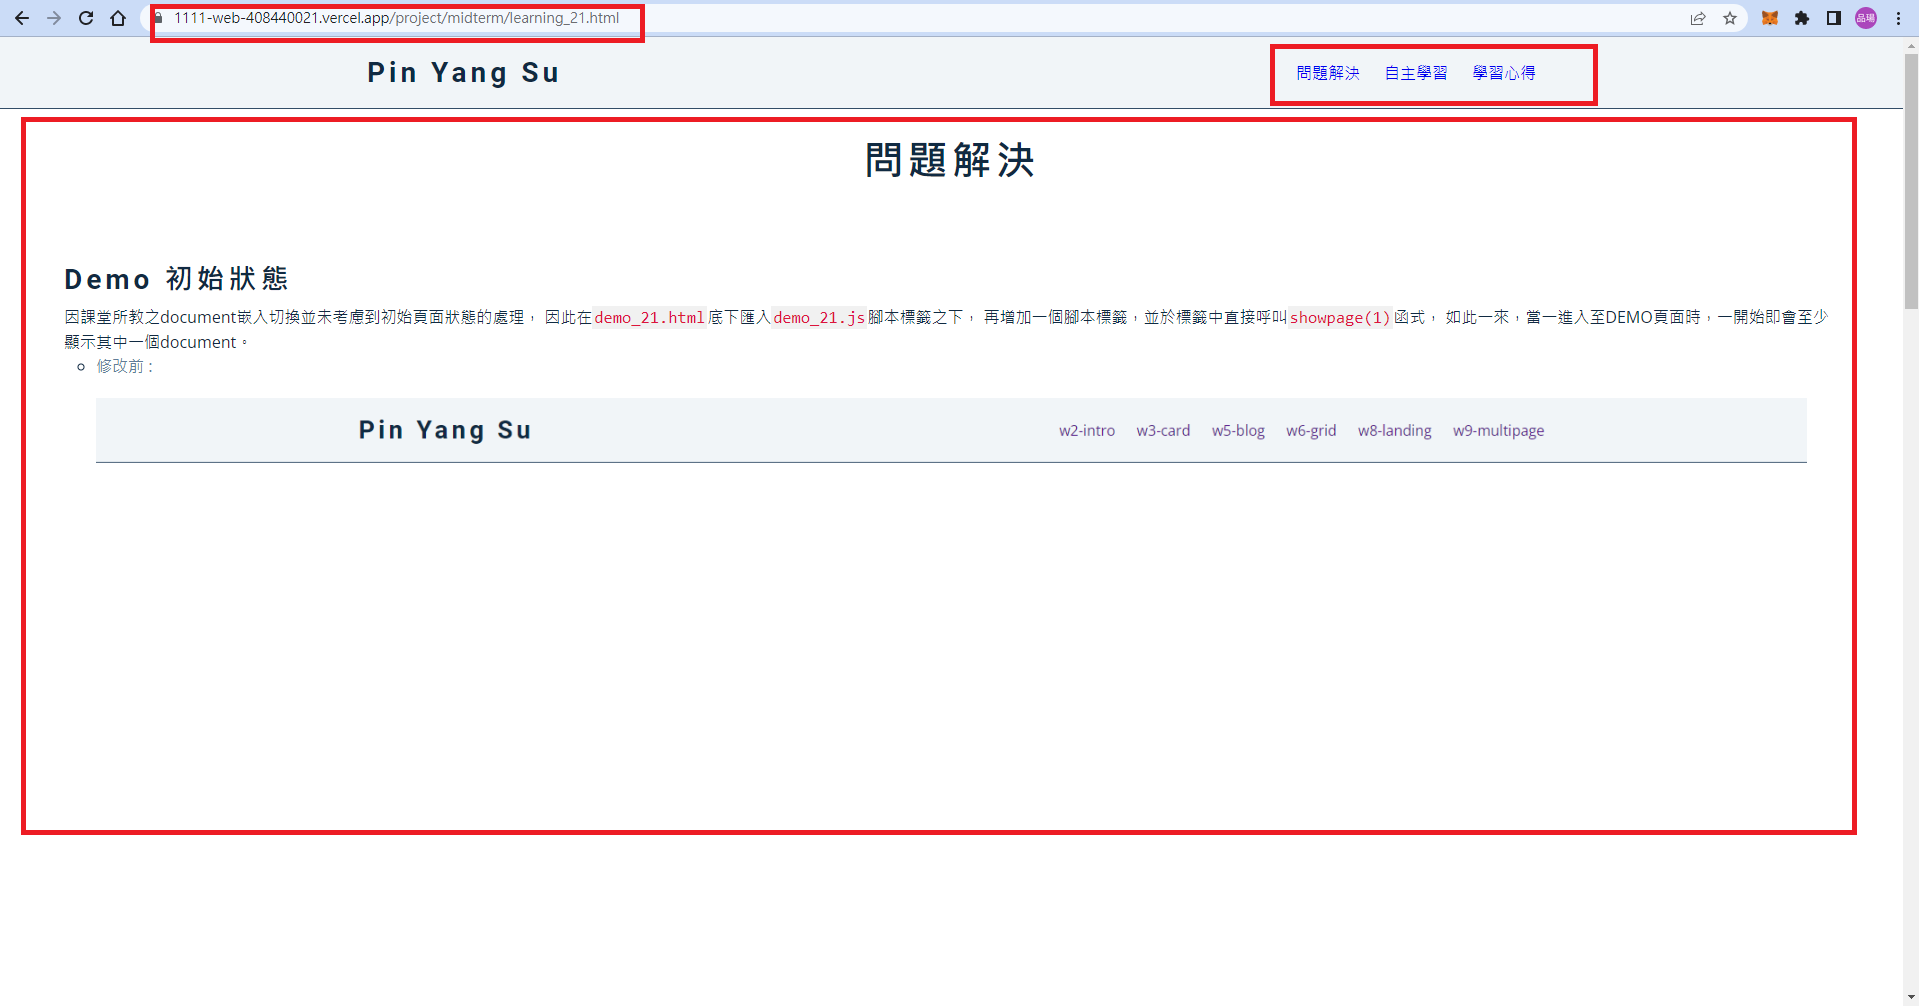 1111-web-408440021.vercel.app/project/midterm/learning_21.html
品瑒
Pin Yang Su
問題解決 自主學習 學習心得
問題解決
Demo 初始狀態
因課堂所教之document嵌入切換並未考慮到初始頁面狀態的處理， 因此在demo_21.html底下匯入demo_21.js腳本標籤之下， 再增加一個腳本標籤，並於標籤中直接呼叫showpage(1)函式， 如此一來，當一進入至DEMO頁面時，一開始即會至少
顯示其中一個document。
修改前：
Pin Yang Su
w2-intro w3-card w5-blog w6-grid w8-landing w9-multipage